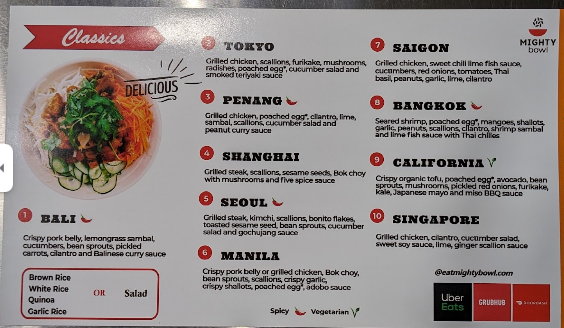 Classics
DELICIOUS
1 BALI
Crispy pork belly, lemongrass sambal,
cucumbers, bean sprouts, pickled
carrots, cilantro and Balinese curry sauce
Brown Rice
White Rice
Quinoa
Garlic Rice
OR
Salad
2 TOKYO
Grilled chicken, scallions, furikake, mushrooms,
radishes, poached egg*, cucumber salad and
smoked teriyaki sauce
3 PENANG
Grilled chicken, poached egg*, cilantro, lime,
sambal, scallions, cucumber salad and
peanut curry sauce
4 SHANGHAI
Grilled steak, scallions, sesame seeds, Bok choy
with mushrooms and five spice sauce
5 SEOUL
Grilled steak, kimchi, scallions, bonito flakes,
toasted sesame seed, bean sprouts, cucumber
salad and gochujang sauce
6 MANILA
Crispy pork belly or grilled chicken, Bok choy,
bean sprouts, scallions, crispy garlic,
crispy shallots, poached egg*, adobo sauce
Spicy
Vegetarian
MIGHTY
bowl
7 SAIGON
Grilled chicken, sweet chili lime fish sauce,
cucumbers, red onions, tomatoes, Thai
basil, peanuts, garlic, lime, cilantro
8 BANGKOK
Seared shrimp, poached egg*, mangoes, shallots,
garlic, peanuts, scallions, cilantro, shrimp sambal
and lime fish sauce with Thai chilies
9 CALIFORNIA
Crispy organic tofu, poached egg*, avocado, bean
sprouts, mushrooms, pickled red onions, furikake,
kale, Japanese mayo and miso BBQ sauce
10 SINGAPORE
Grilled chicken, cilantro, cucumber salad,
sweet soy sauce, lime, ginger scallion sauce
@eatmightybowl.com
Uber
Eats
GRUBHUB
DOORDASH